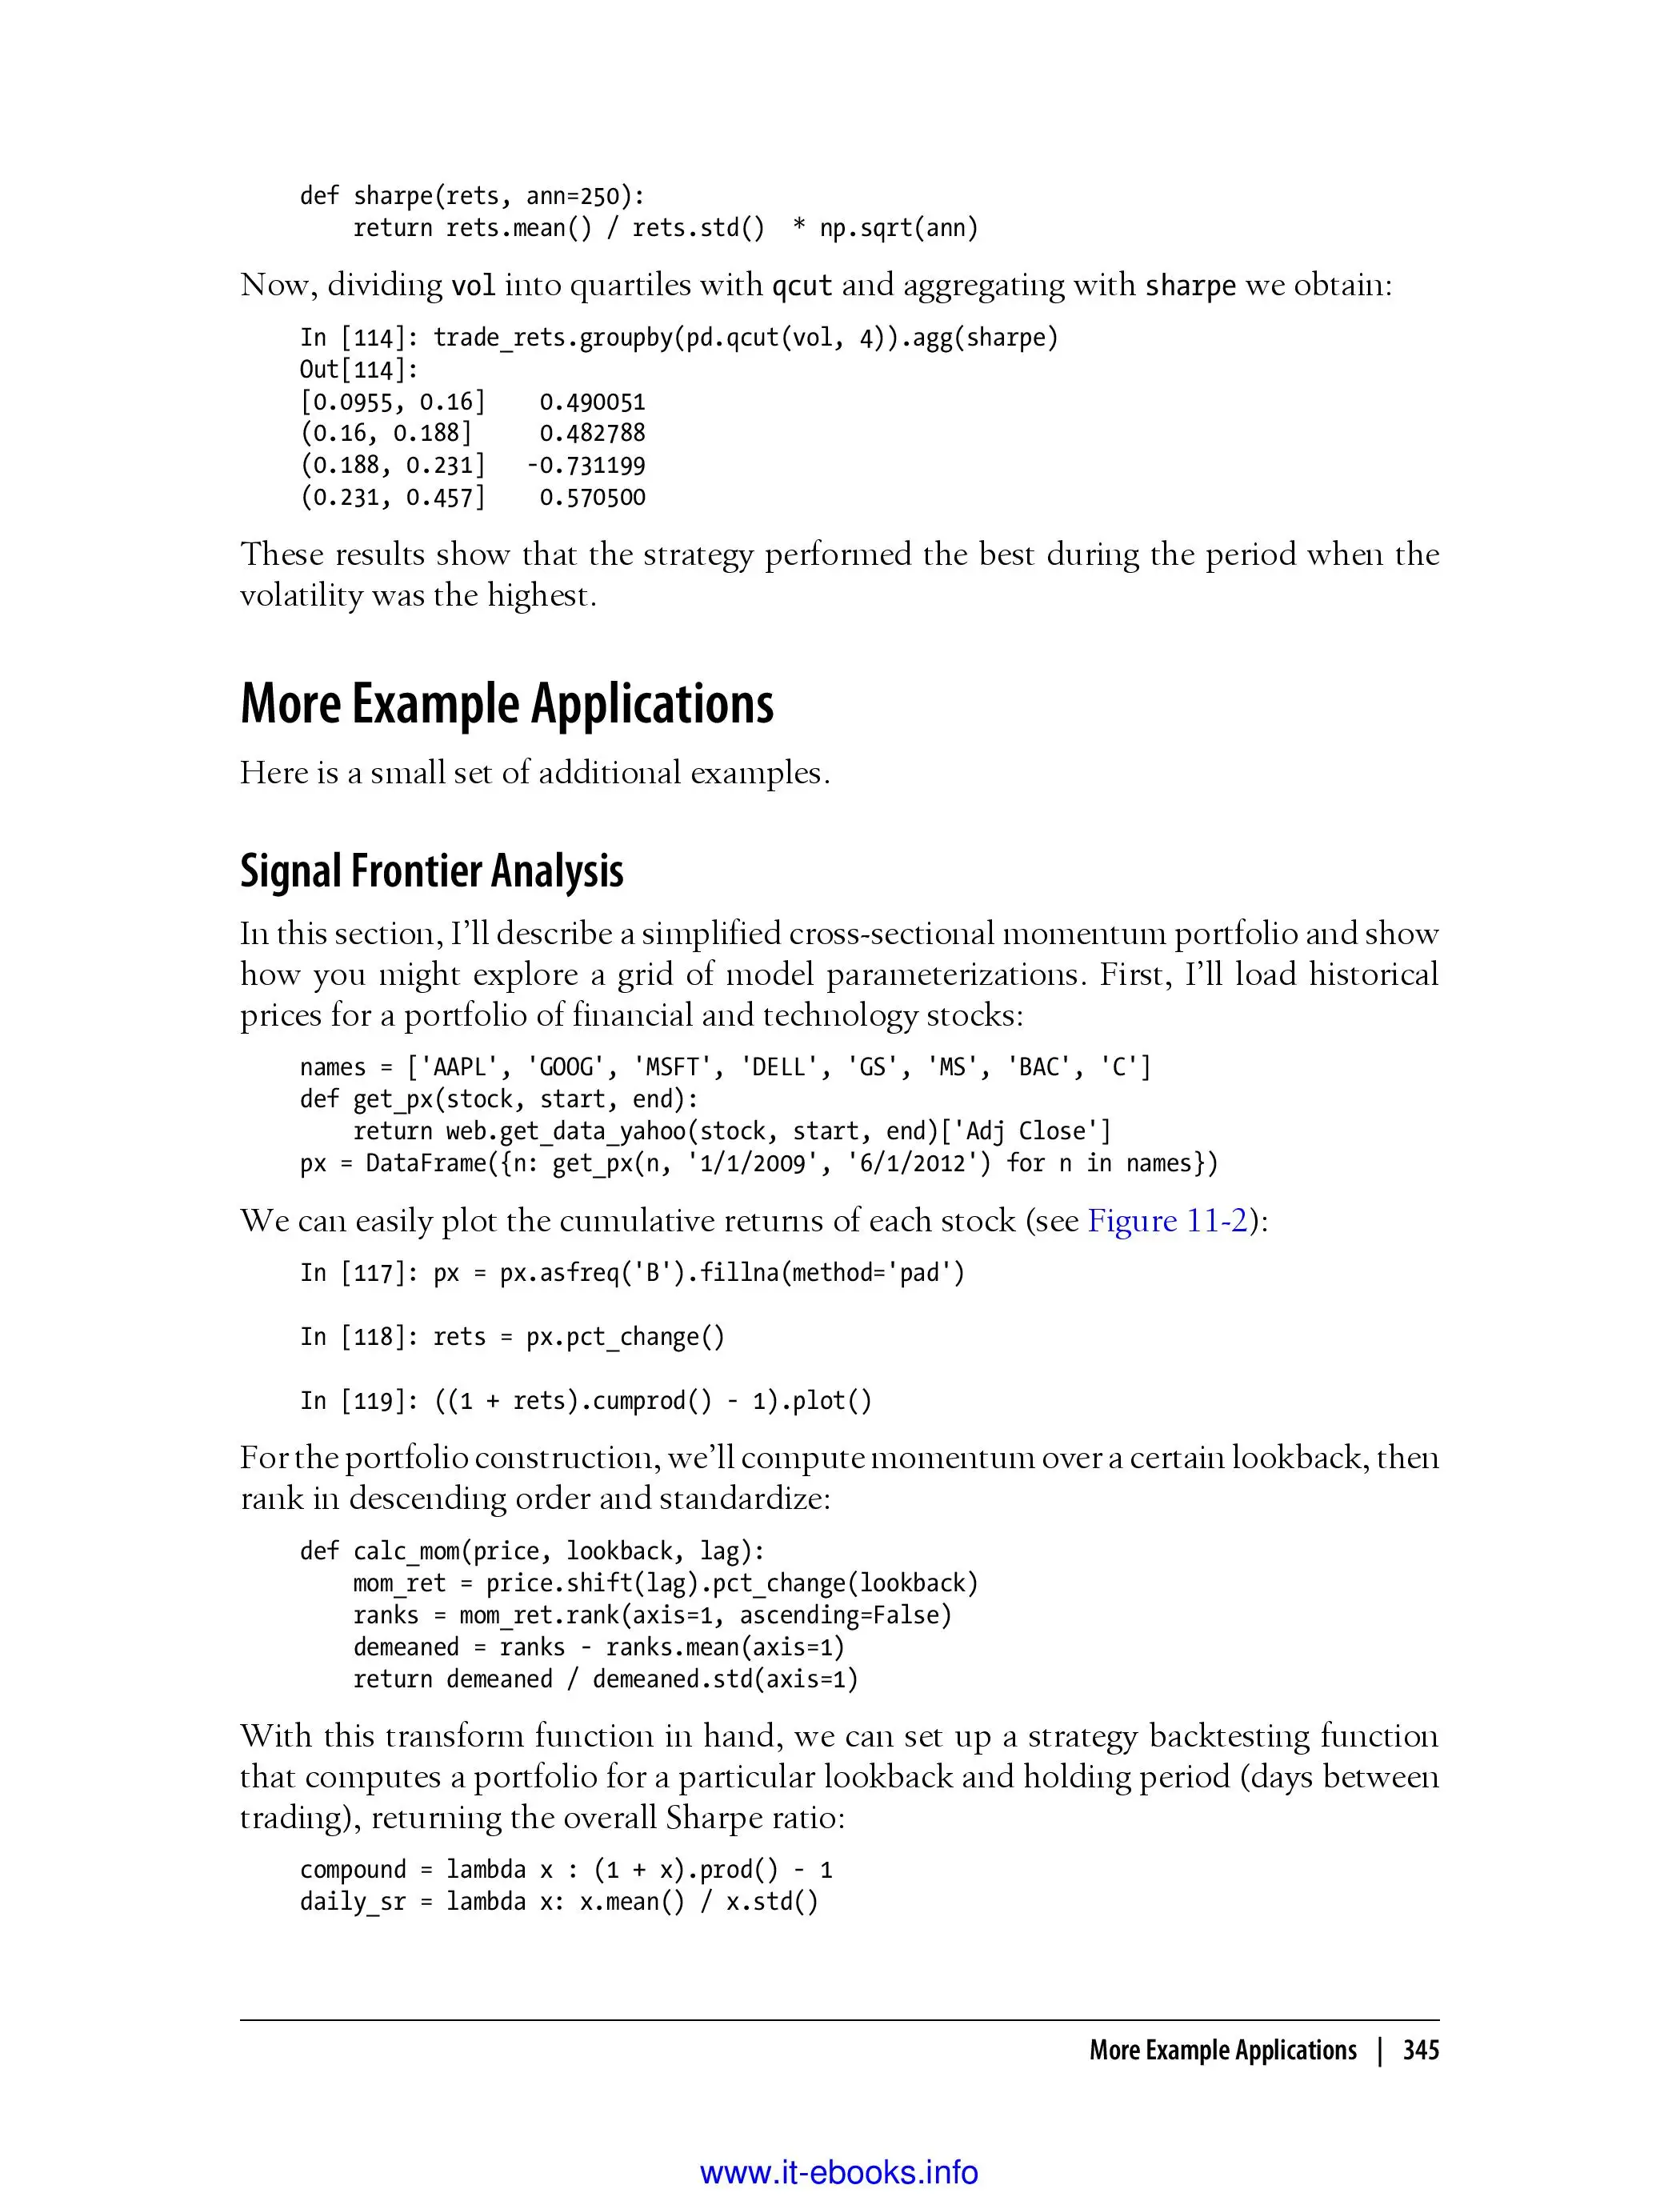 def sharpe(rets, ann=250):
    return rets.mean() / rets.std()  * np.sqrt(ann)
Now, dividing vol into quartiles with qcut and aggregating with sharpe we obtain:
In [114]: trade_rets.groupby(pd.qcut(vol, 4)).agg(sharpe)
Out[114]:
[0.0955, 0.16]    0.490051
(0.16, 0.188]     0.482788
(0.188, 0.231]   -0.731199
(0.231, 0.457]    0.570500
These results show that the strategy performed the best during the period when the
volatility was the highest.
More Example Applications
Here is a small set of additional examples.
Signal Frontier Analysis
In this section, I’ll describe a simplified cross-sectional momentum portfolio and show
how you might explore a grid of model parameterizations. First, I’ll load historical
prices for a portfolio of financial and technology stocks:
names = ['AAPL', 'GOOG', 'MSFT', 'DELL', 'GS', 'MS', 'BAC', 'C']
def get_px(stock, start, end):
    return web.get_data_yahoo(stock, start, end)['Adj Close']
px = DataFrame({n: get_px(n, '1/1/2009', '6/1/2012') for n in names})
We can easily plot the cumulative returns of each stock (see Figure 11-2):
In [117]: px = px.asfreq('B').fillna(method='pad')
In [118]: rets = px.pct_change()
In [119]: ((1 + rets).cumprod() - 1).plot()
For the portfolio construction, we’ll compute momentum over a certain lookback, then
rank in descending order and standardize:
def calc_mom(price, lookback, lag):
    mom_ret = price.shift(lag).pct_change(lookback)
    ranks = mom_ret.rank(axis=1, ascending=False)
    demeaned = ranks - ranks.mean(axis=1)
    return demeaned / demeaned.std(axis=1)
With this transform function in hand, we can set up a strategy backtesting function
that computes a portfolio for a particular lookback and holding period (days between
trading), returning the overall Sharpe ratio:
compound = lambda x : (1 + x).prod() - 1
daily_sr = lambda x: x.mean() / x.std()
More Example Applications | 345
www.it-ebooks.info